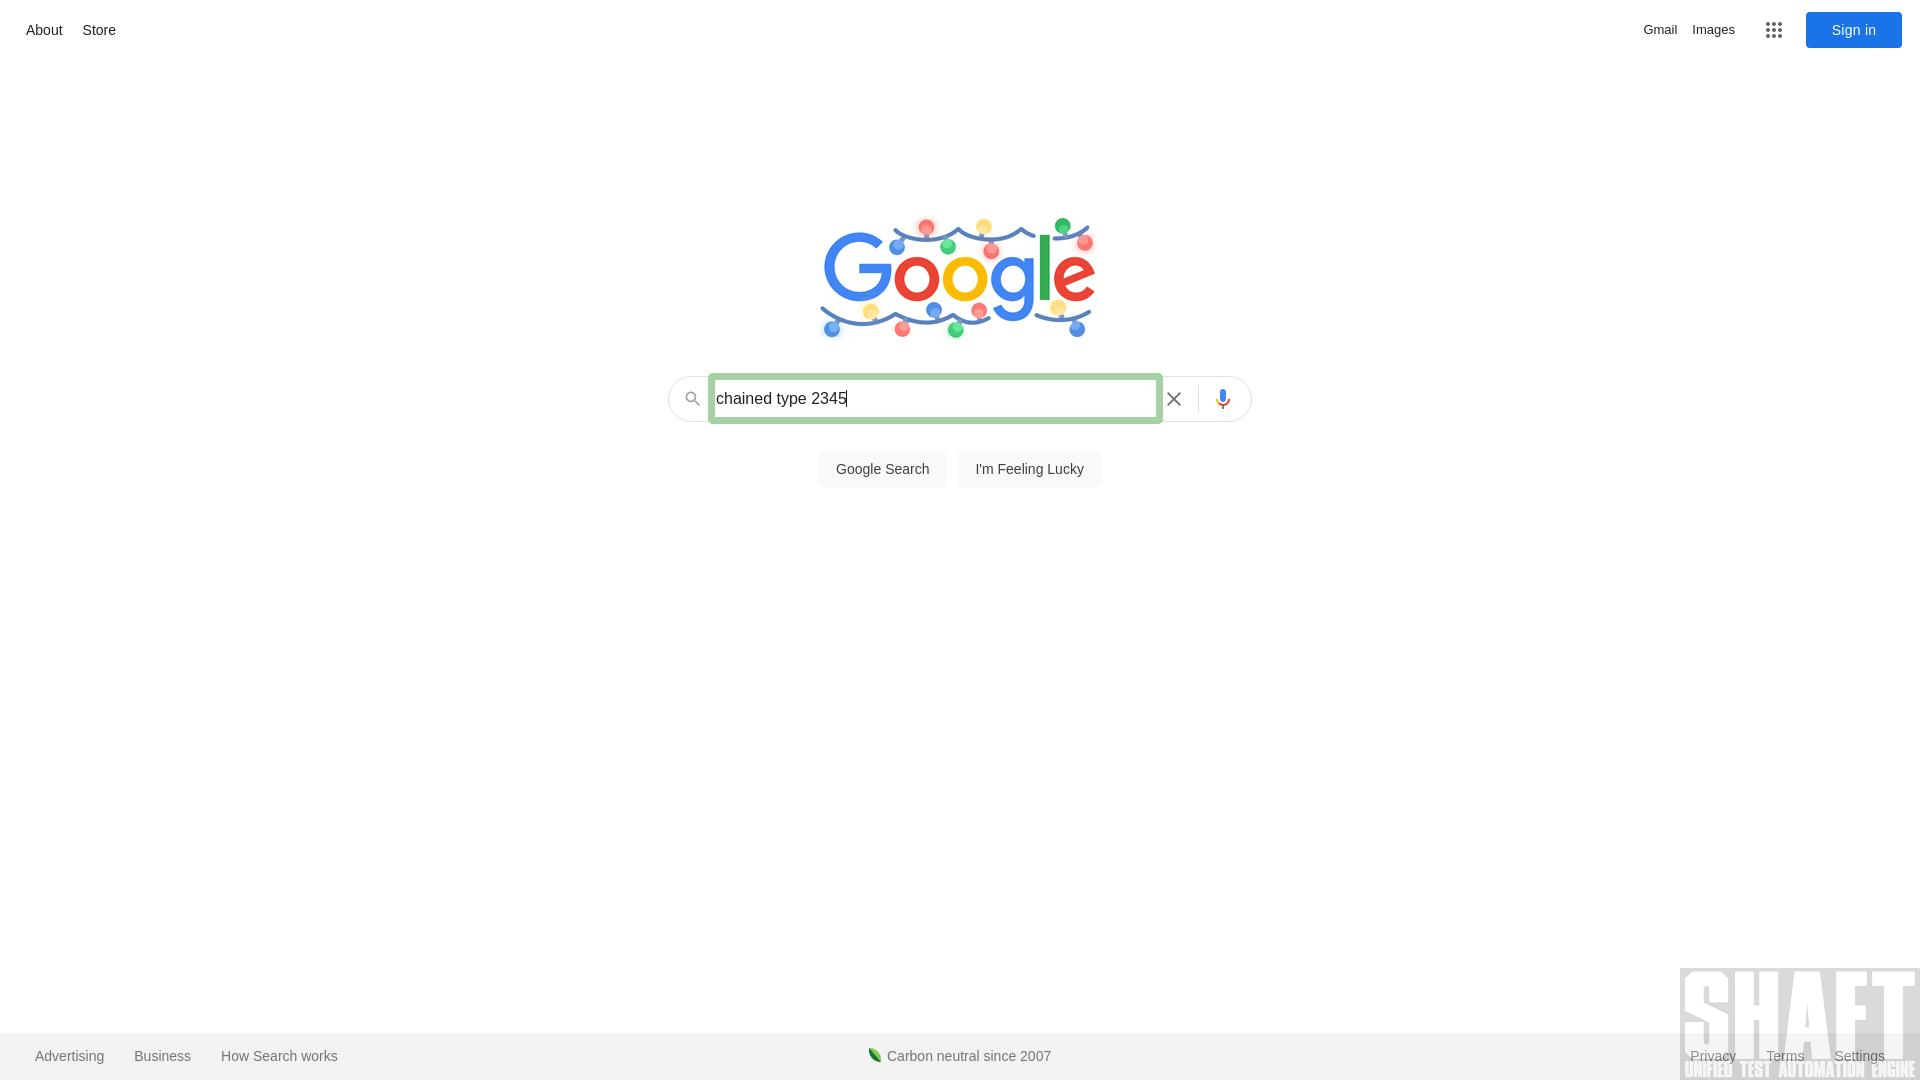 About Store
Gmail Images
Sign in
Google
chained type 2345
Google Search
I'm Feeling Lucky
Advertising Business How Search works
Carbon neutral since 2007
Privacy Terms Settings
SHAFT
UNIFIED TEST AUTOMATION ENGINE